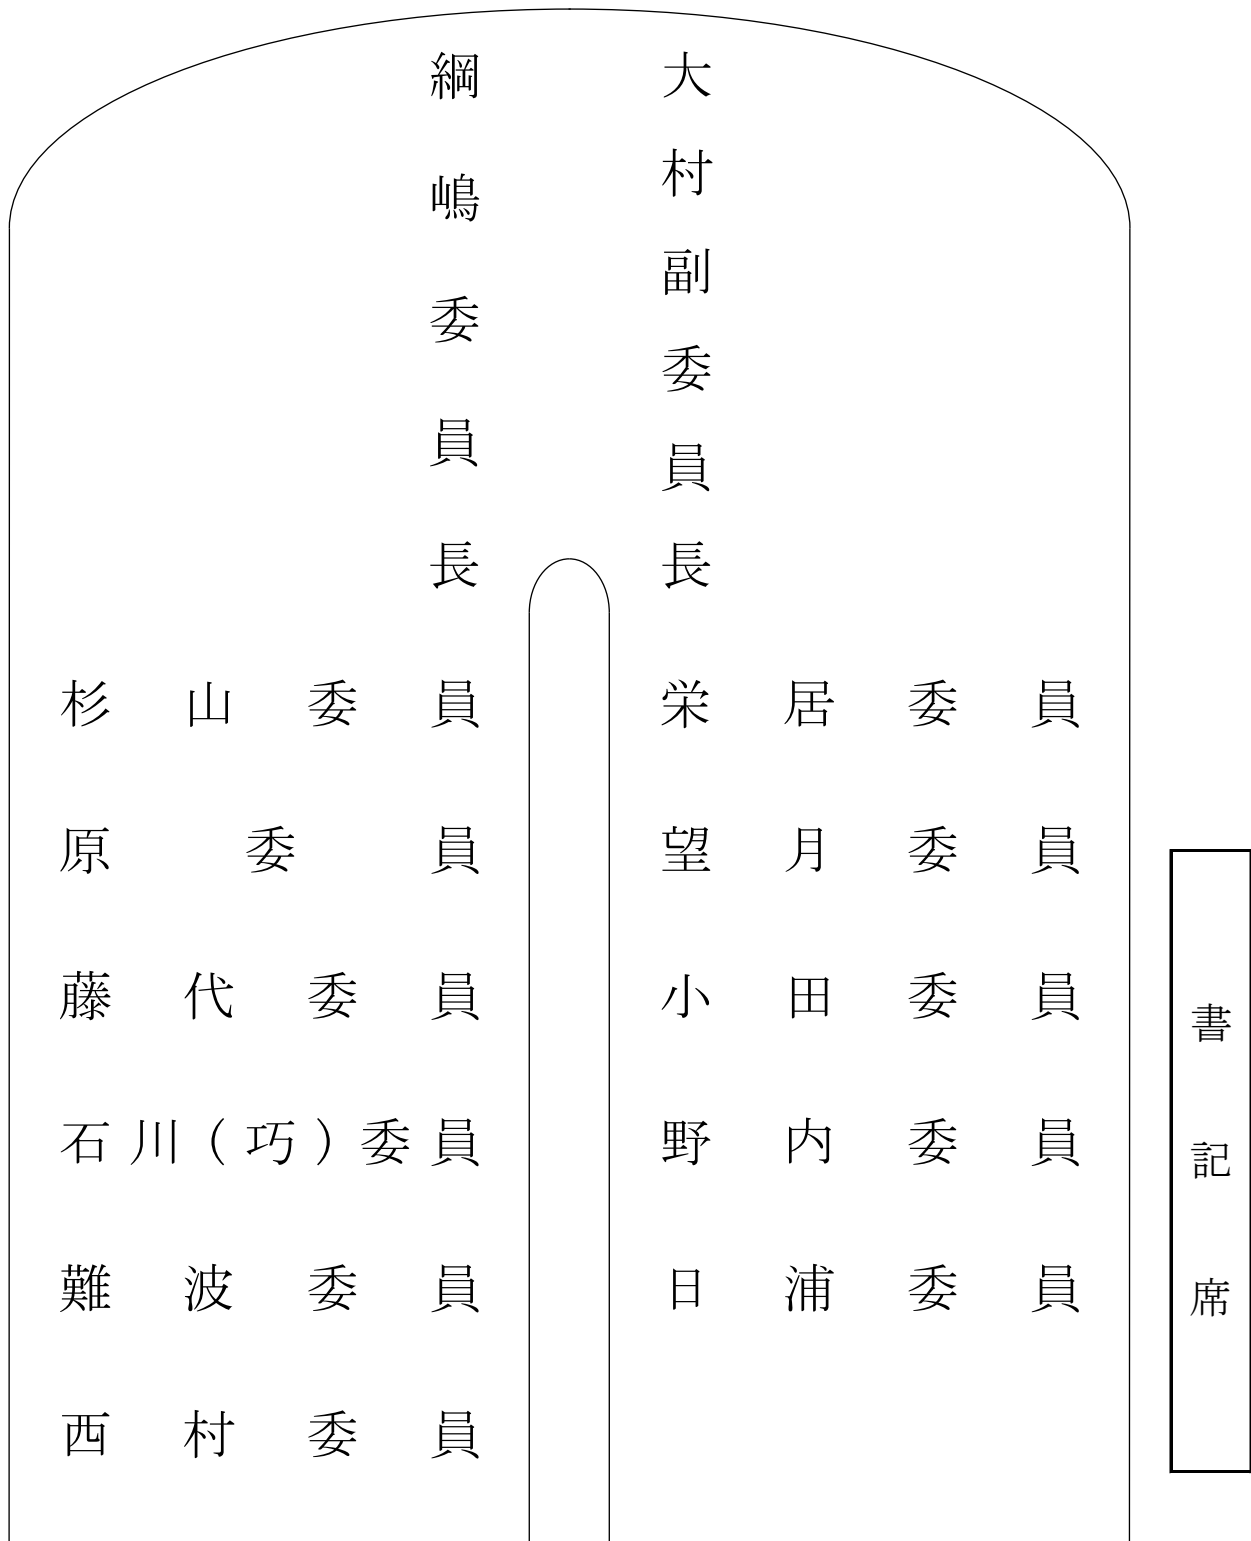 綱嶋委員長
大村副委員長
杉山委員
栄居委員
原委員
望月委員
藤代委員
小田委員
石川（巧）委員
野内委員
難波委員
日浦委員
西村委員
書記席